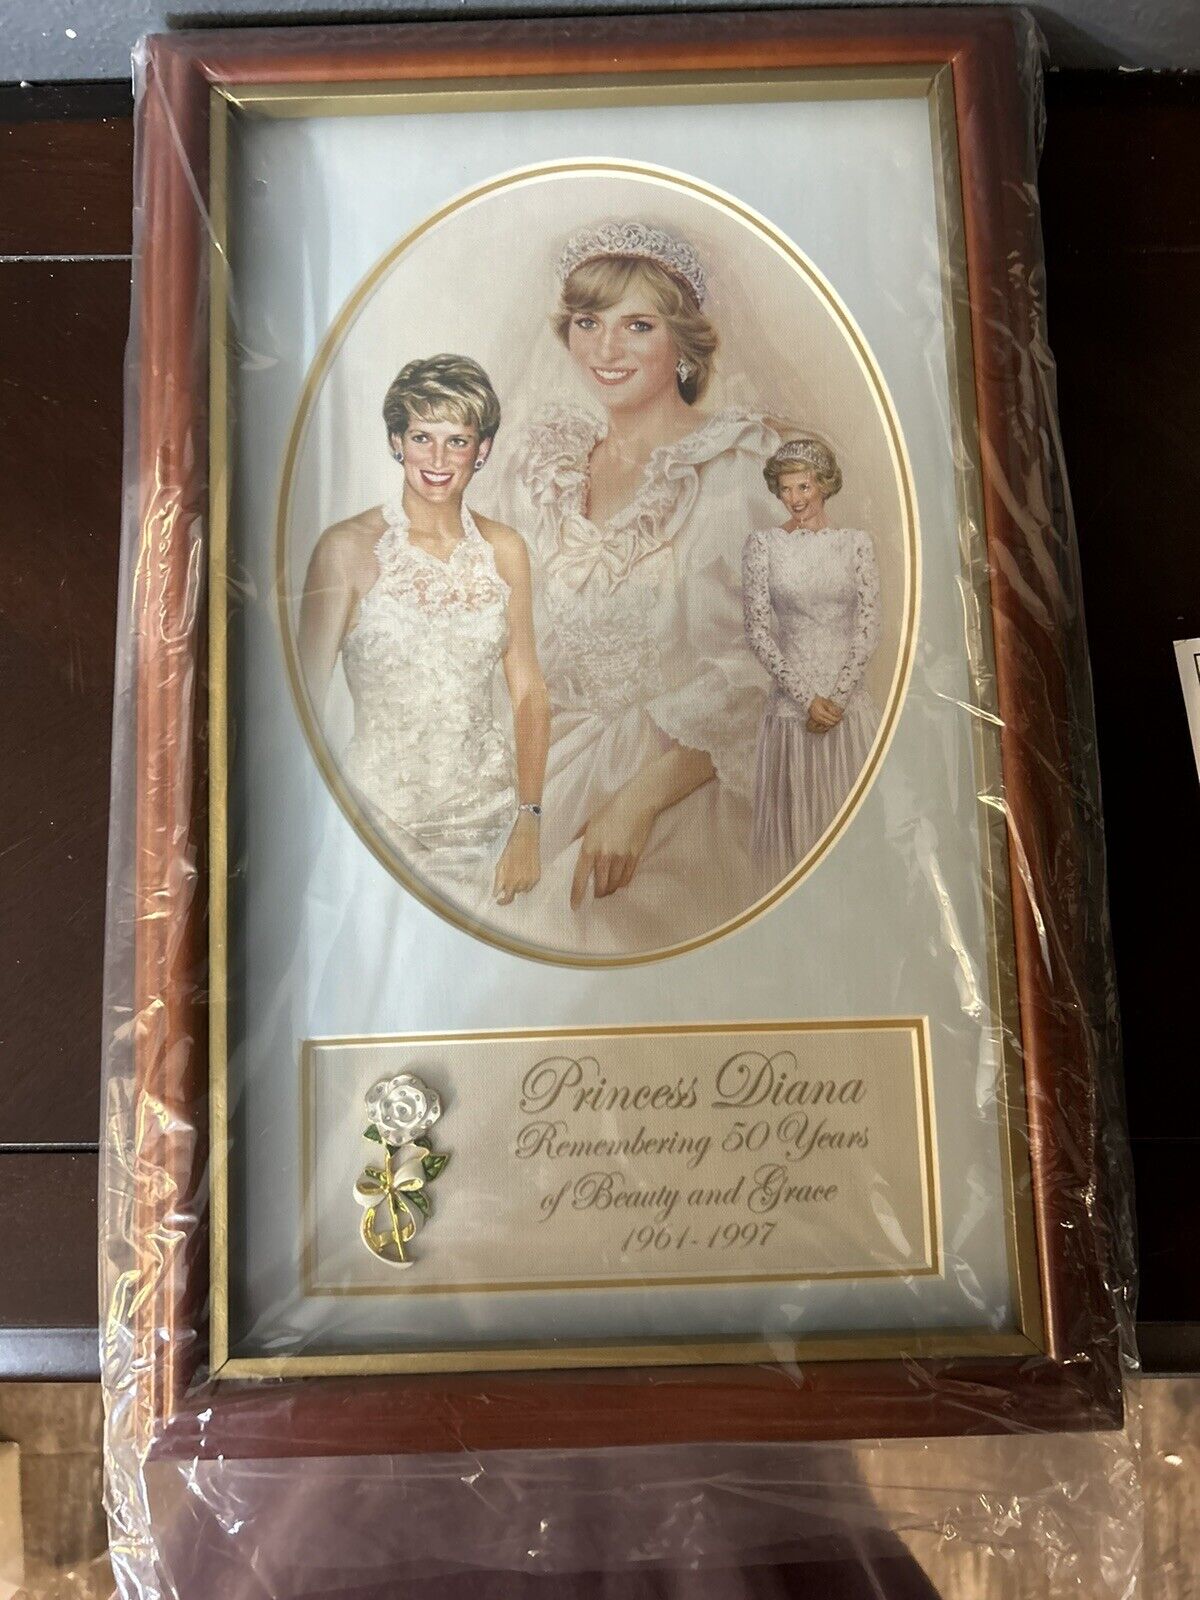 Princess Diana
Remembering 50 Years
of Beauty and Grace
1961-1997